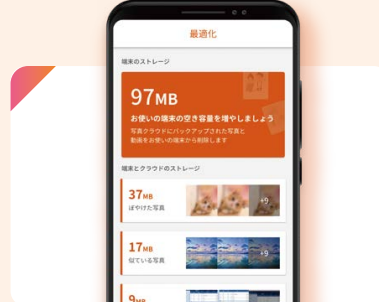 最適化
端末のストレージ
97MB
お使いの端末の空き容量を増やしましょう
写真クラウドにバックアップされた写真と
動画をお使いの端末から削除します
端末とクラウドのストレージ
37MB
ぼやけた写真
+9
17MB
似ている写真
+9
9MB